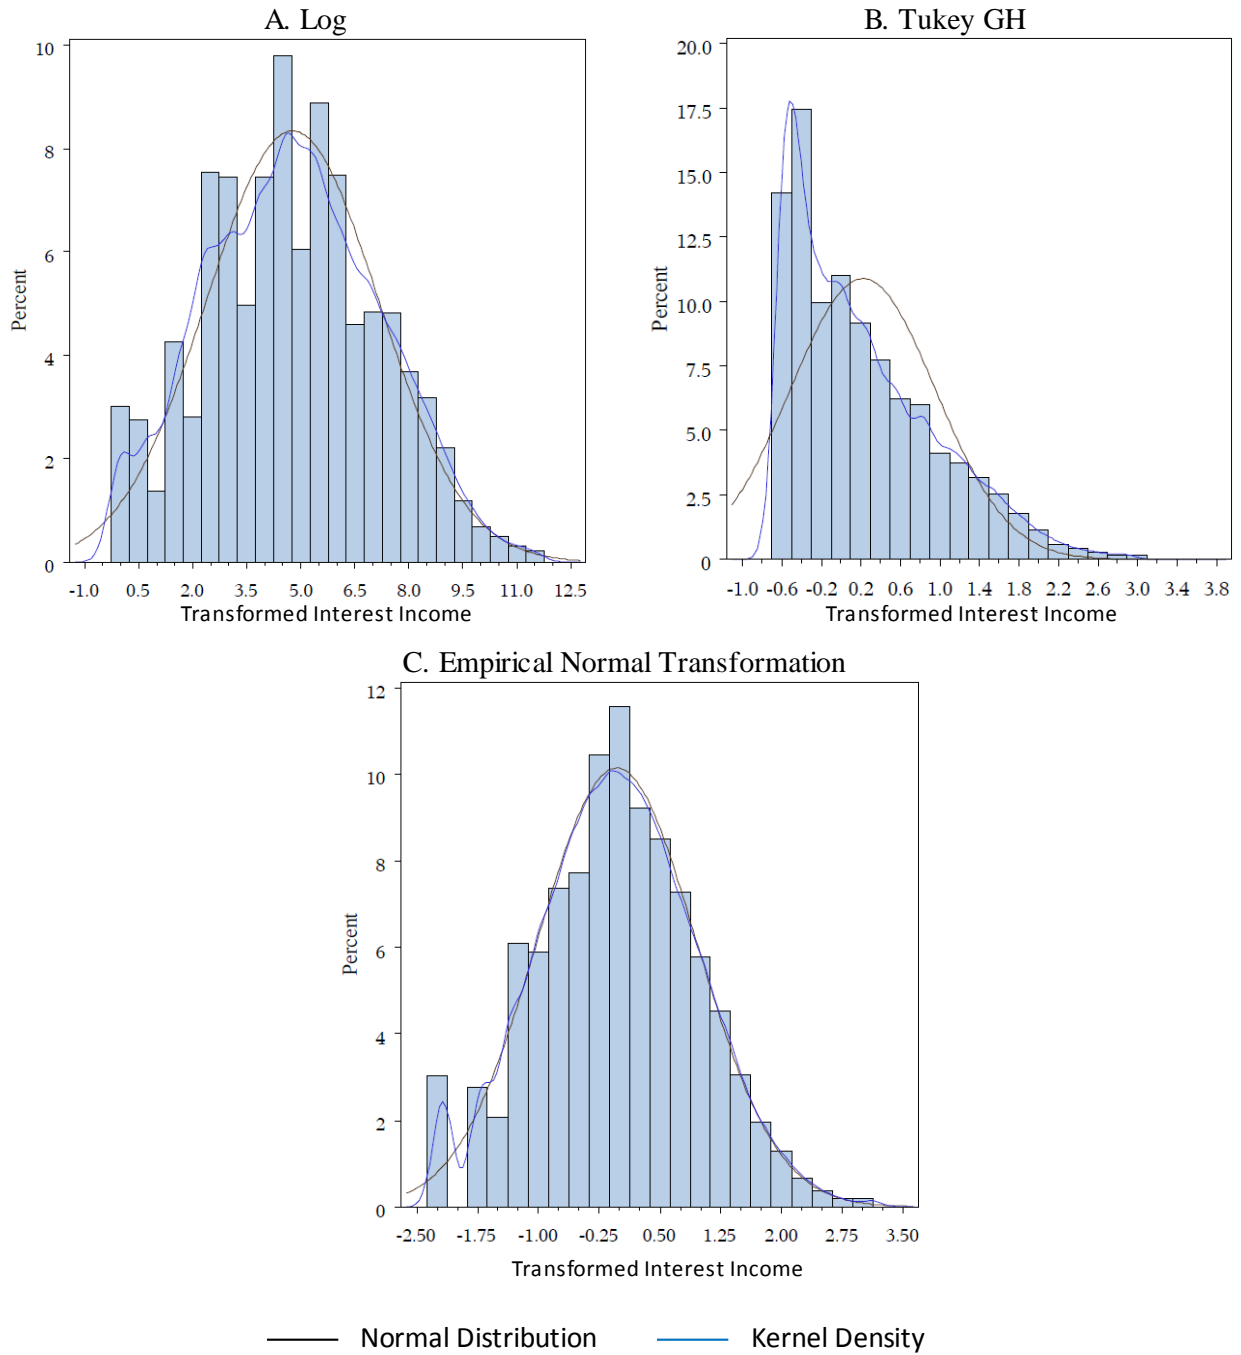 A. Log
10
8
6
4
2
0
Percent
-1.0 0.5 2.0 3.5 5.0 6.5 8.0 9.5 11.0 12.5
Transformed Interest Income
B. Tukey GH
20.0
17.5
15.0
12.5
10.0
7.5
5.0
2.5
0
Percent
-1.0 -0.6 -0.2 0.2 0.6 1.0 1.4 1.8 2.2 2.6 3.0 3.4 3.8
Transformed Interest Income
C. Empirical Normal Transformation
12
10
8
6
4
2
0
Percent
-2.50 -1.75 -1.00 -0.25 0.50 1.25 2.00 2.75 3.50
Transformed Interest Income
Normal Distribution Kernel Density